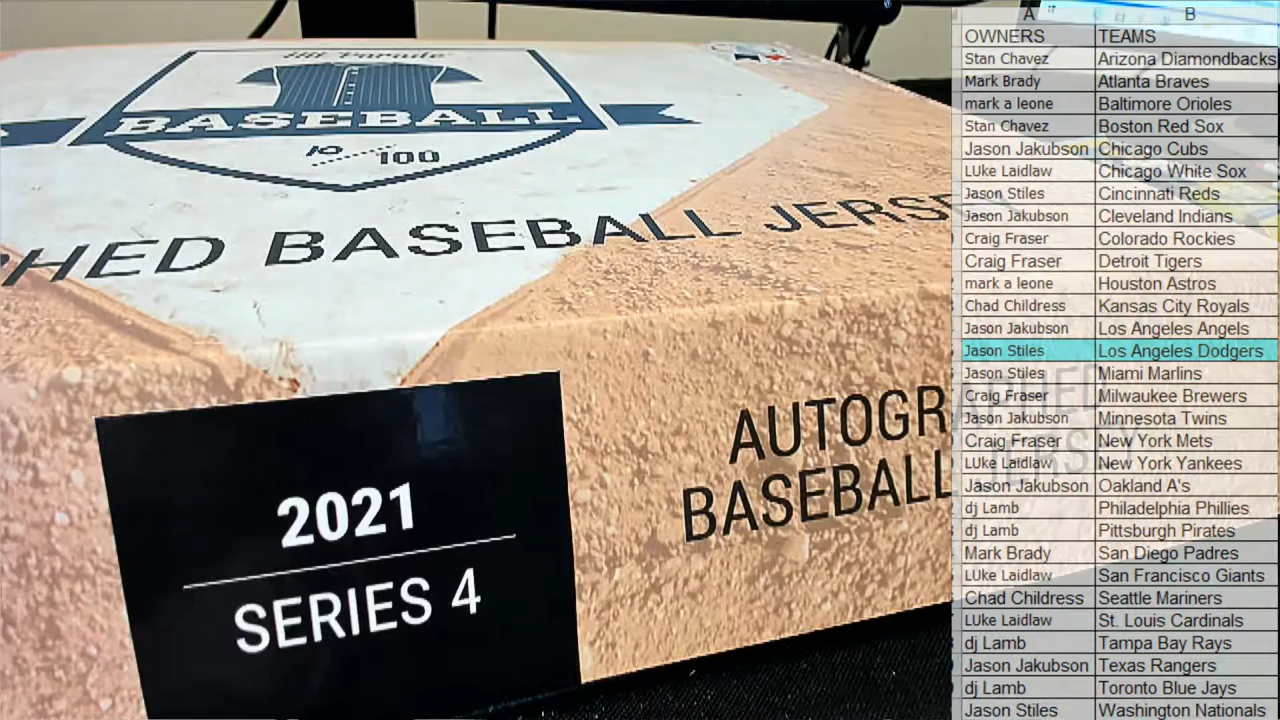 Hit Parade
BASEBALL
10 100
PHED BASEBALL JERSE
AUTOGRAPHED
BASEBALL JERSEY
2021
SERIES 4
A B
OWNERS TEAMS
Stan Chavez Arizona Diamondbacks
Mark Brady Atlanta Braves
mark a leone Baltimore Orioles
Stan Chavez Boston Red Sox
Jason Jakubson Chicago Cubs
LUke Laidlaw Chicago White Sox
Jason Stiles Cincinnati Reds
Jason Jakubson Cleveland Indians
Craig Fraser Colorado Rockies
Craig Fraser Detroit Tigers
mark a leone Houston Astros
Chad Childress Kansas City Royals
Jason Jakubson Los Angeles Angels
Jason Stiles Los Angeles Dodgers
Jason Stiles Miami Marlins
Craig Fraser Milwaukee Brewers
Jason Jakubson Minnesota Twins
Craig Fraser New York Mets
LUke Laidlaw New York Yankees
Jason Jakubson Oakland A's
dj Lamb Philadelphia Phillies
dj Lamb Pittsburgh Pirates
Mark Brady San Diego Padres
LUke Laidlaw San Francisco Giants
Chad Childress Seattle Mariners
LUke Laidlaw St. Louis Cardinals
dj Lamb Tampa Bay Rays
Jason Jakubson Texas Rangers
dj Lamb Toronto Blue Jays
Jason Stiles Washington Nationals